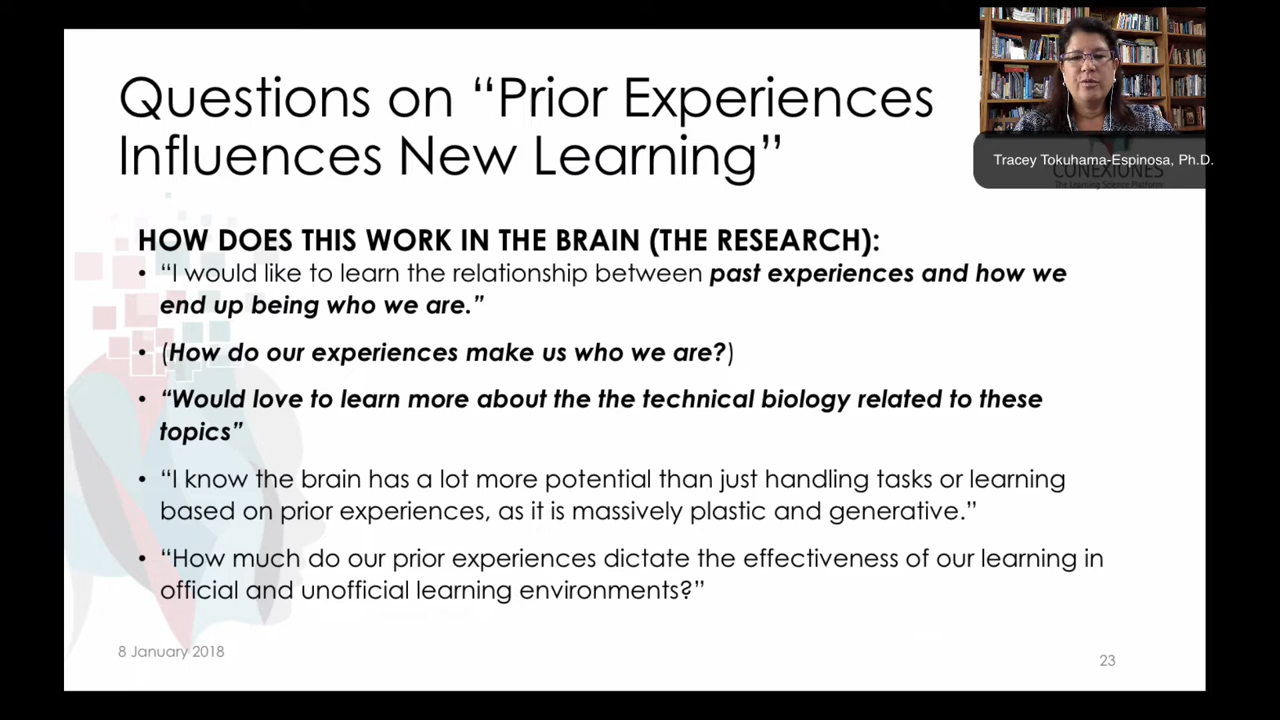 Questions on “Prior Experiences
Influences New Learning”
Tracey Tokuhama-Espinosa, Ph.D.
CONEXIONES
The Learning Science Platform
HOW DOES THIS WORK IN THE BRAIN (THE RESEARCH):
• “I would like to learn the relationship between past experiences and how we
end up being who we are.”
• (How do our experiences make us who we are?)
• “Would love to learn more about the the technical biology related to these
topics”
• “I know the brain has a lot more potential than just handling tasks or learning
based on prior experiences, as it is massively plastic and generative.”
• “How much do our prior experiences dictate the effectiveness of our learning in
official and unofficial learning environments?”
8 January 2018
23